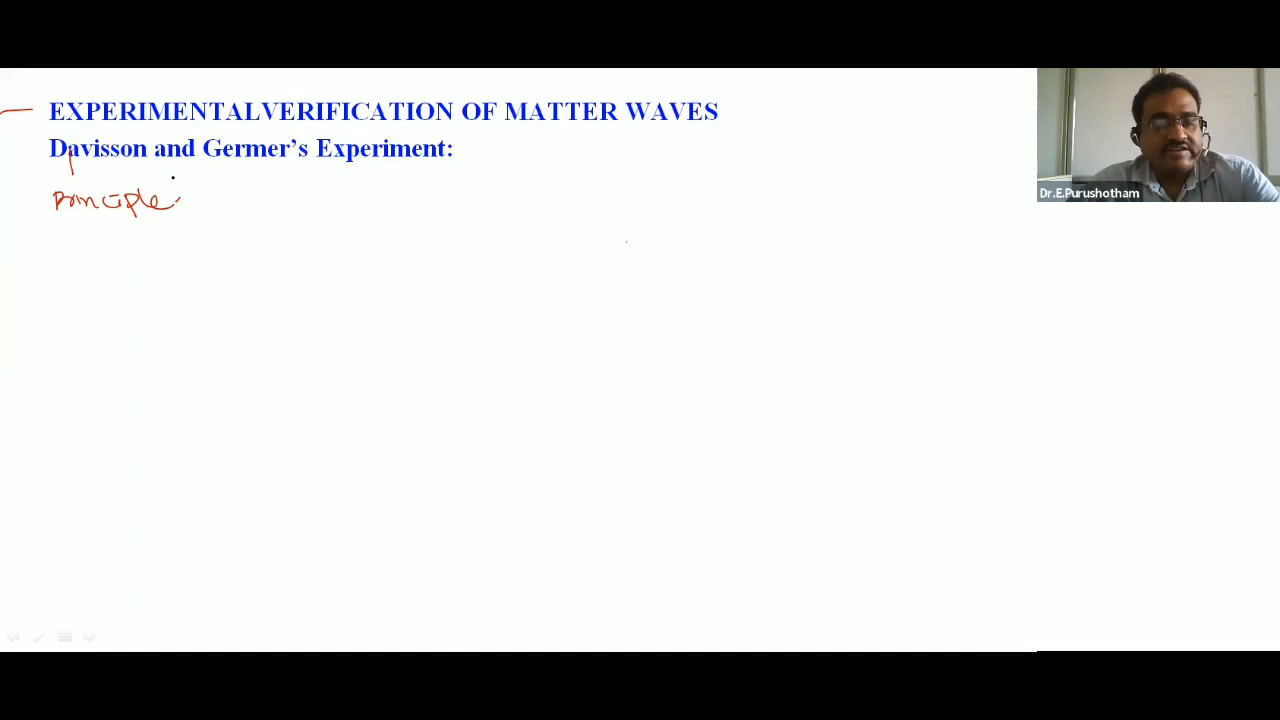 EXPERIMENTALVERIFICATION OF MATTER WAVES
Davisson and Germer’s Experiment:
Principle:
Dr.E.Purushotham